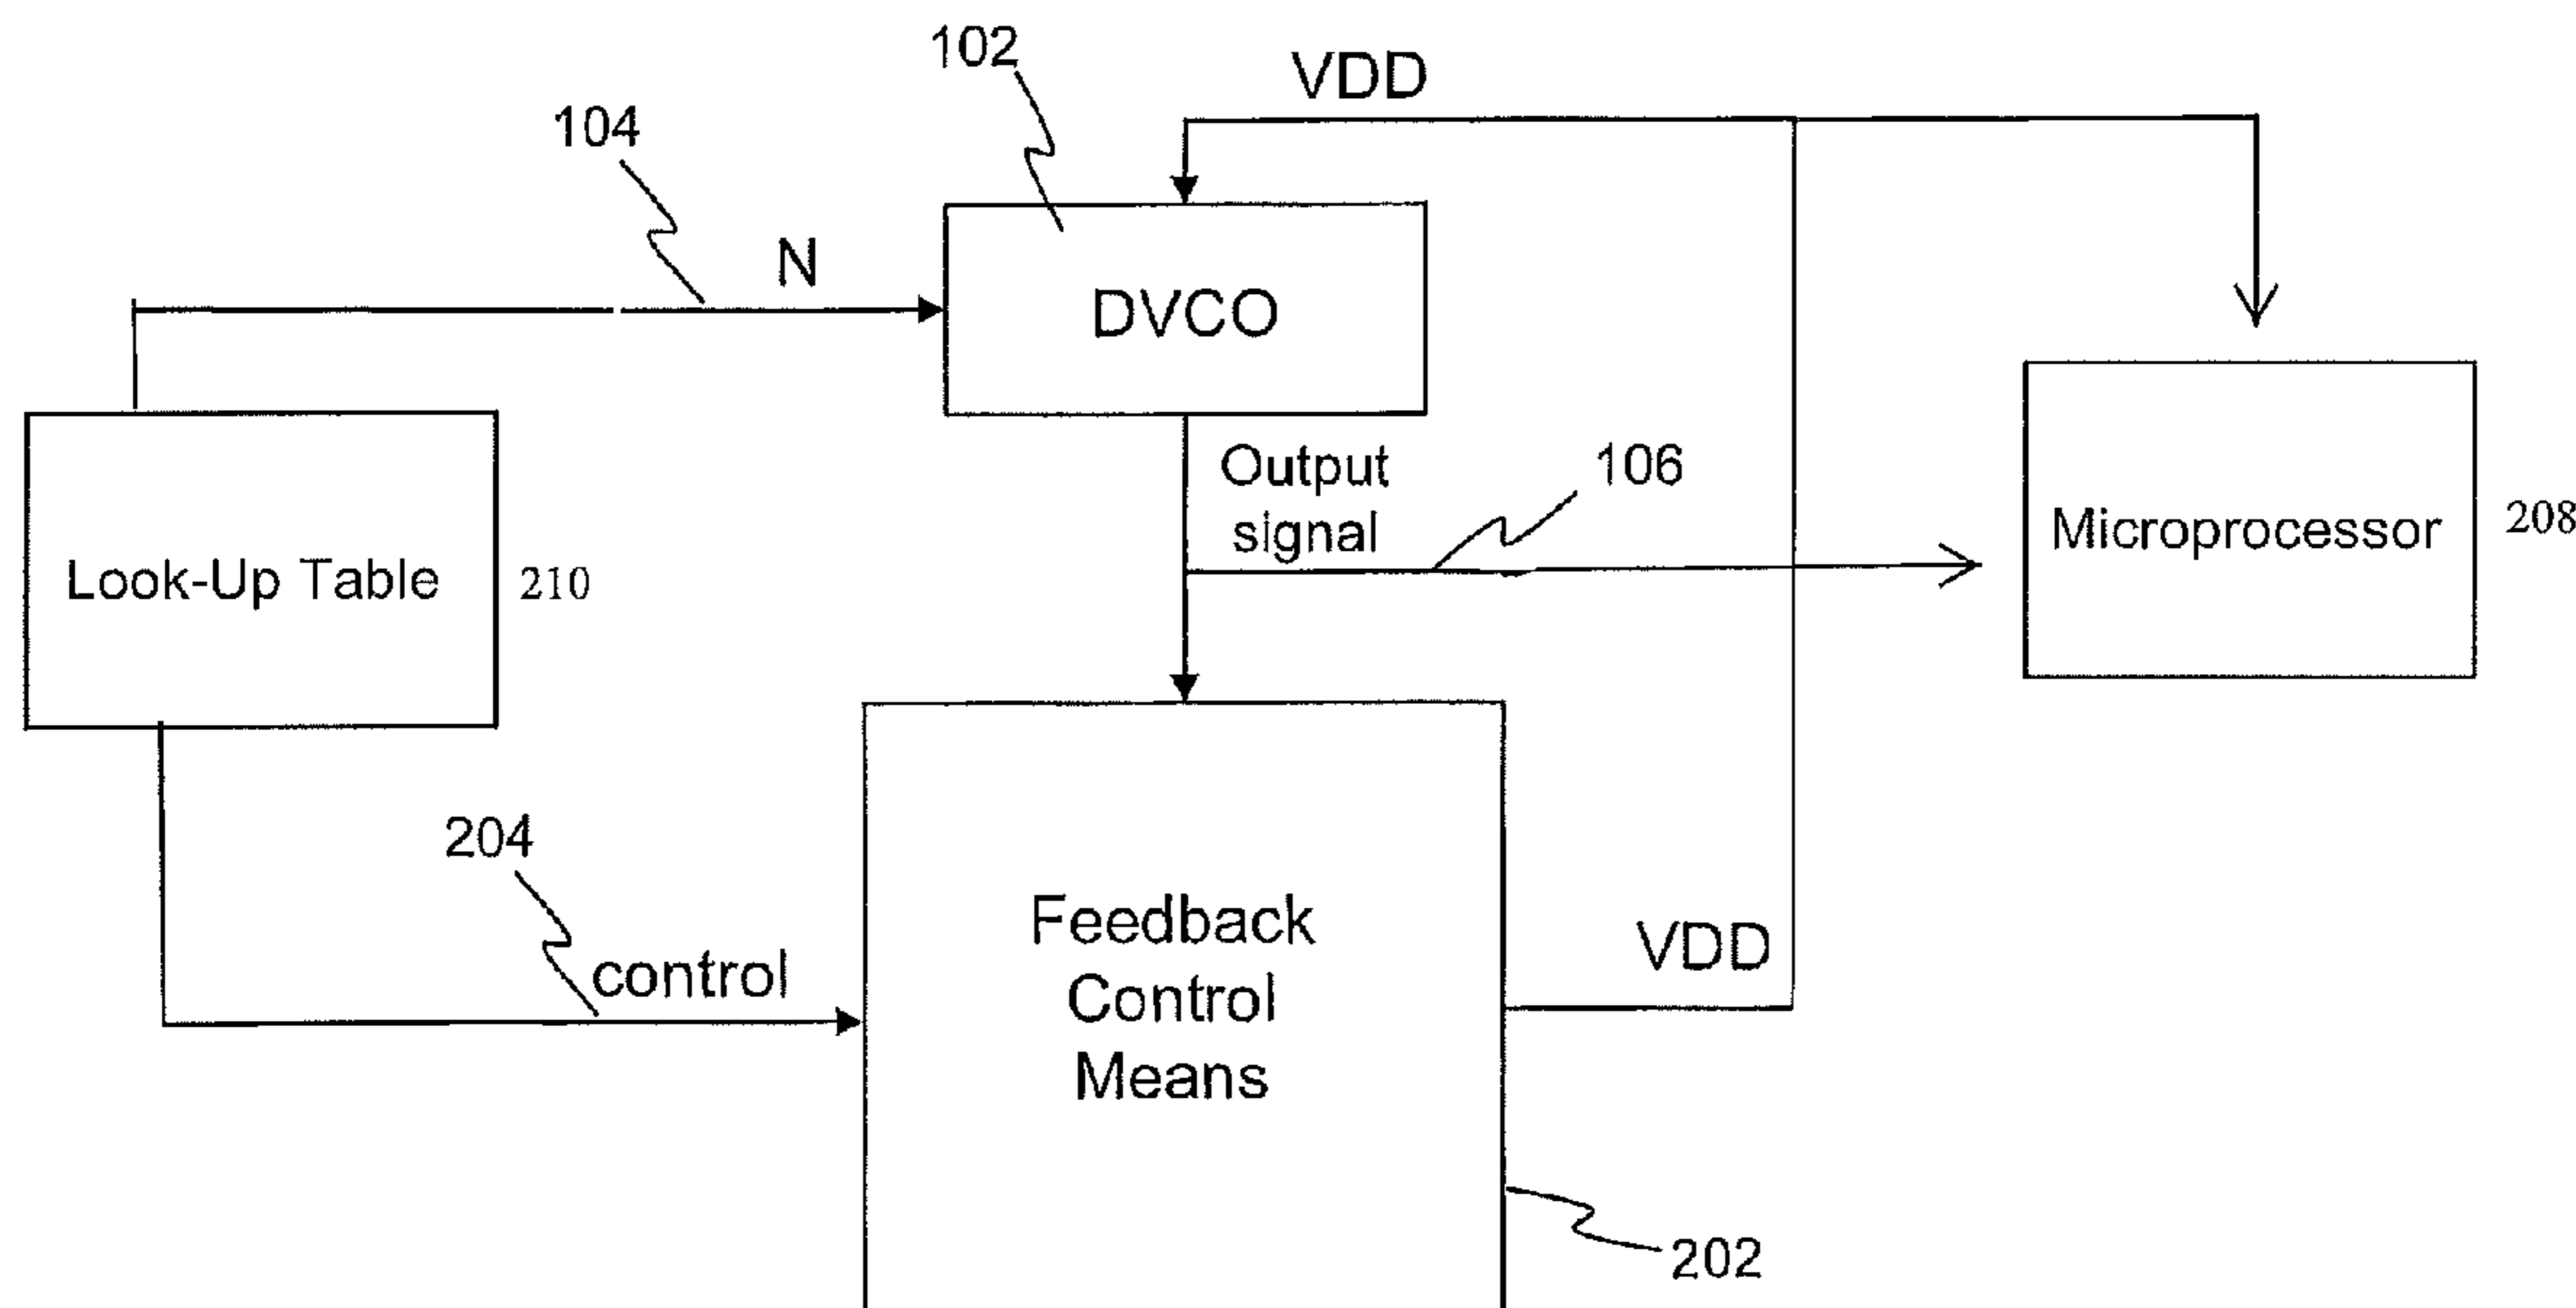 102
VDD
104
N
DVCO
Output
signal
106
Microprocessor
208
Look-Up Table
210
204
control
Feedback
Control
Means
VDD
202